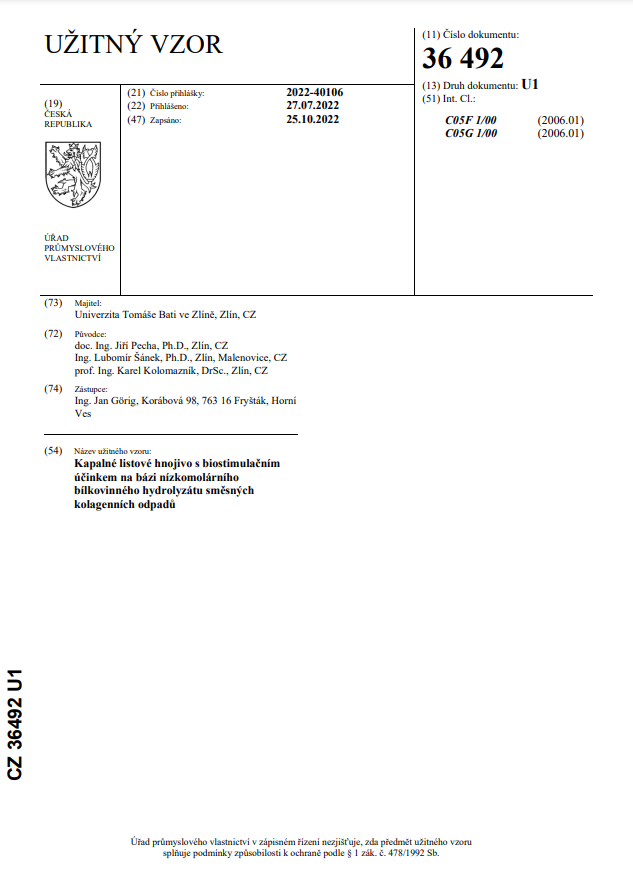 UŽITNÝ VZOR
(11) Číslo dokumentu:
36 492
(13) Druh dokumentu: U1
(51) Int. Cl.:
C05F 1/00 (2006.01)
C05G 1/00 (2006.01)
(19)
ČESKÁ
REPUBLIKA
ÚŘAD
PRŮMYSLOVÉHO
VLASTNICTVÍ
(21) Číslo přihlášky: 2022-40106
(22) Přihlášeno: 27.07.2022
(47) Zapsáno: 25.10.2022
(73) Majitel:
Univerzita Tomáše Bati ve Zlíně, Zlín, CZ
(72) Původce:
doc. Ing. Jiří Pecha, Ph.D., Zlín, CZ
Ing. Lubomír Šánek, Ph.D., Zlín, Malenovice, CZ
prof. Ing. Karel Kolomazník, DrSc., Zlín, CZ
(74) Zástupce:
Ing. Jan Görig, Korábová 98, 763 16 Fryšták, Horní
Ves
(54) Název užitného vzoru:
Kapalné listové hnojivo s biostimulačním
účinkem na bázi nízkomolárního
bílkovinného hydrolyzátu směsných
kolagenních odpadů
CZ 36492 U1
Úřad průmyslového vlastnictví v zápisném řízení nezjišťuje, zda předmět užitného vzoru
splňuje podmínky způsobilosti k ochraně podle § 1 zák. č. 478/1992 Sb.